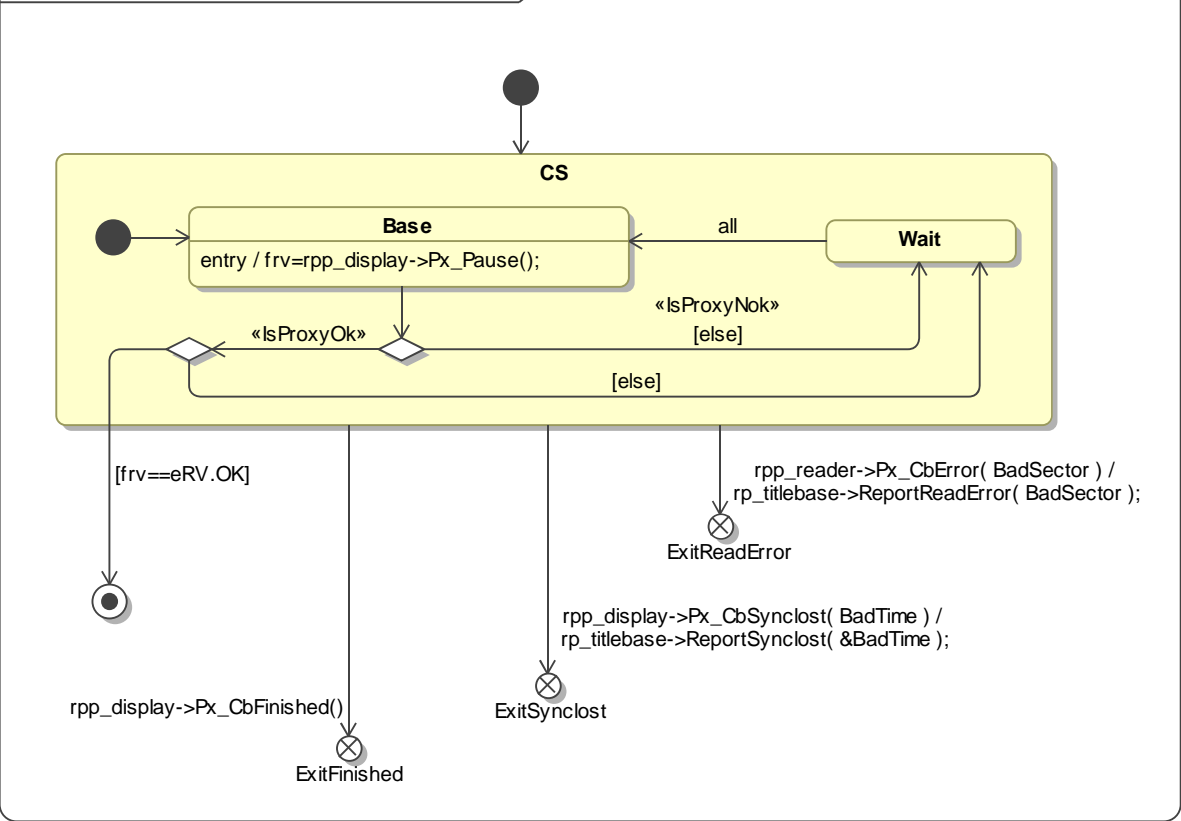 CS
Base
all
Wait
entry / frv=rpp_display->Px_Pause();
«IsProxyNok»
«IsProxyOk»
[else]
[else]
[frv==eRV.OK]
rpp_reader->Px_CbError( BadSector ) /
rp_titlebase->ReportReadError( BadSector );
ExitReadError
rpp_display->Px_CbSynclost( BadTime ) /
rp_titlebase->ReportSynclost( &BadTime );
rpp_display->Px_CbFinished()
ExitSynclost
ExitFinished